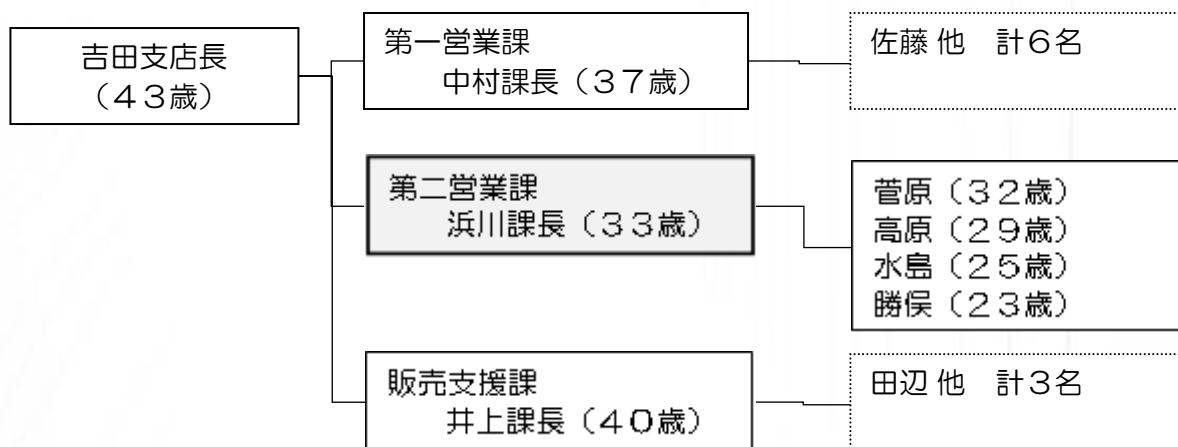 吉田支店長
（４３歳）
第一営業課
中村課長（３７歳）
佐藤 他　計６名
第二営業課
浜川課長（３３歳）
菅原（３２歳）
高原（２９歳）
水島（２５歳）
勝俣（２３歳）
販売支援課
井上課長（４０歳）
田辺 他　計３名